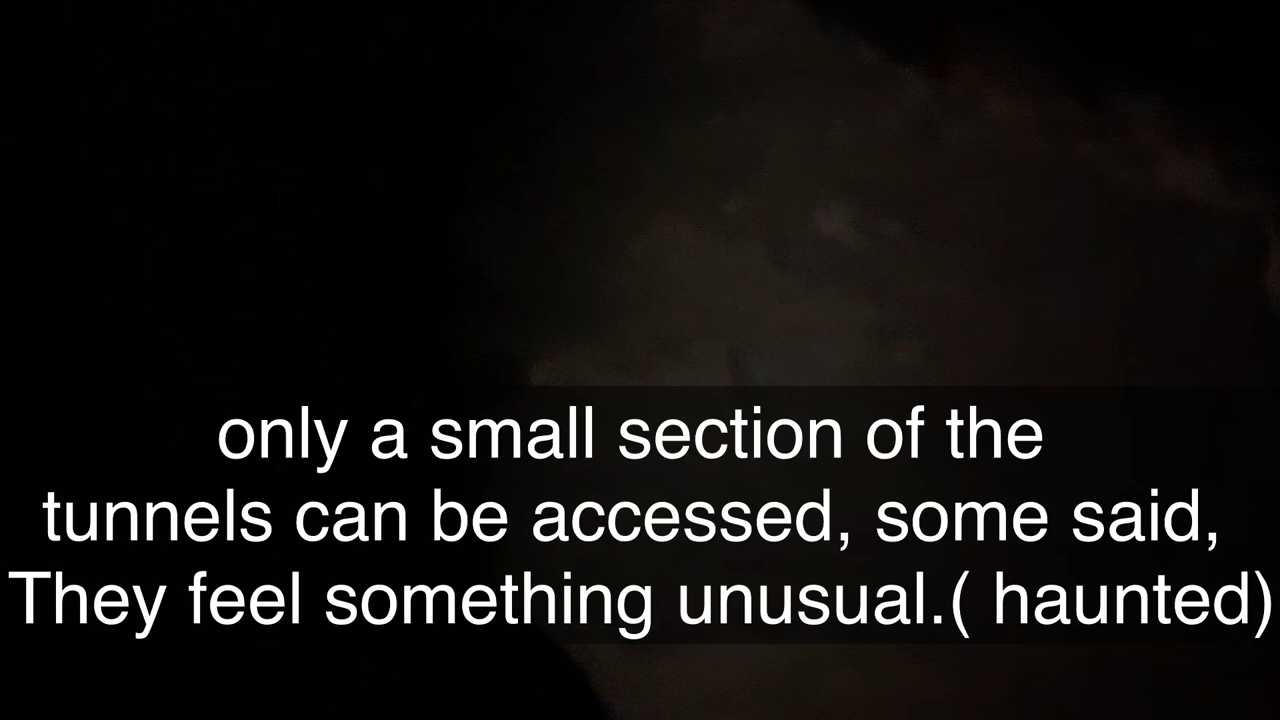 only a small section of the
tunnels can be accessed, some said,
They feel something unusual.( haunted)